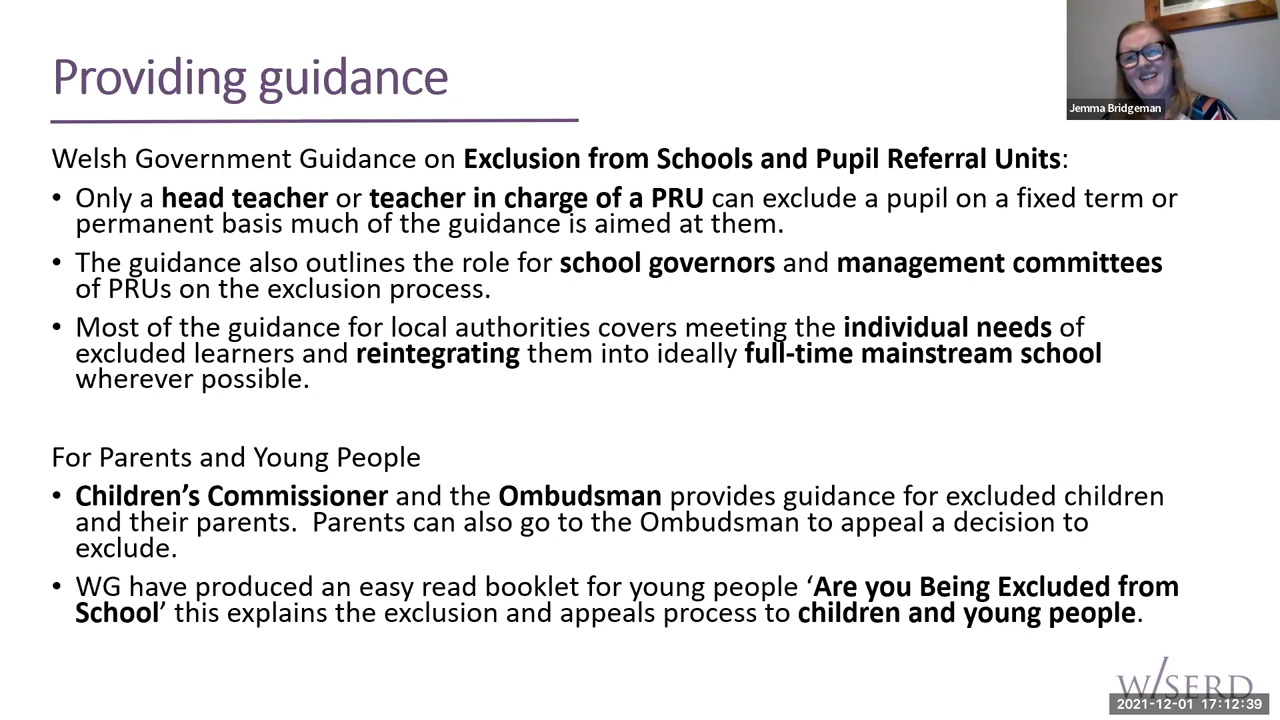 Providing guidance
Jemma Bridgeman
Welsh Government Guidance on Exclusion from Schools and Pupil Referral Units:
• Only a head teacher or teacher in charge of a PRU can exclude a pupil on a fixed term or
permanent basis much of the guidance is aimed at them.
• The guidance also outlines the role for school governors and management committees
of PRUs on the exclusion process.
• Most of the guidance for local authorities covers meeting the individual needs of
excluded learners and reintegrating them into ideally full-time mainstream school
wherever possible.
For Parents and Young People
• Children’s Commissioner and the Ombudsman provides guidance for excluded children
and their parents.  Parents can also go to the Ombudsman to appeal a decision to
exclude.
• WG have produced an easy read booklet for young people ‘Are you Being Excluded from
School’ this explains the exclusion and appeals process to children and young people.
W/SERD
2021-12-01 17:12:39